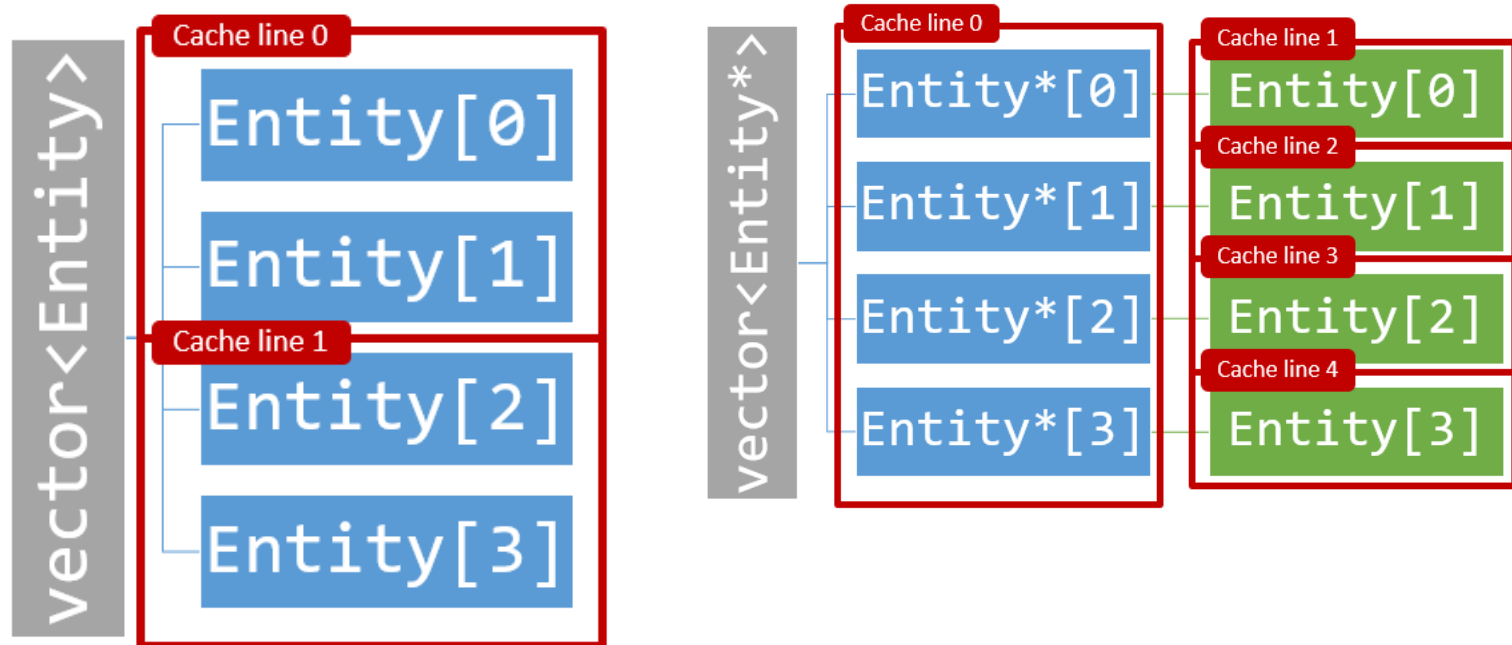 vector<Entity>
Cache line 0
Entity[0]
Entity[1]
Cache line 1
Entity[2]
Entity[3]
vector<Entity*>
Cache line 0
Entity*[0]
Entity*[1]
Entity*[2]
Entity*[3]
Cache line 1
Entity[0]
Cache line 2
Entity[1]
Cache line 3
Entity[2]
Cache line 4
Entity[3]